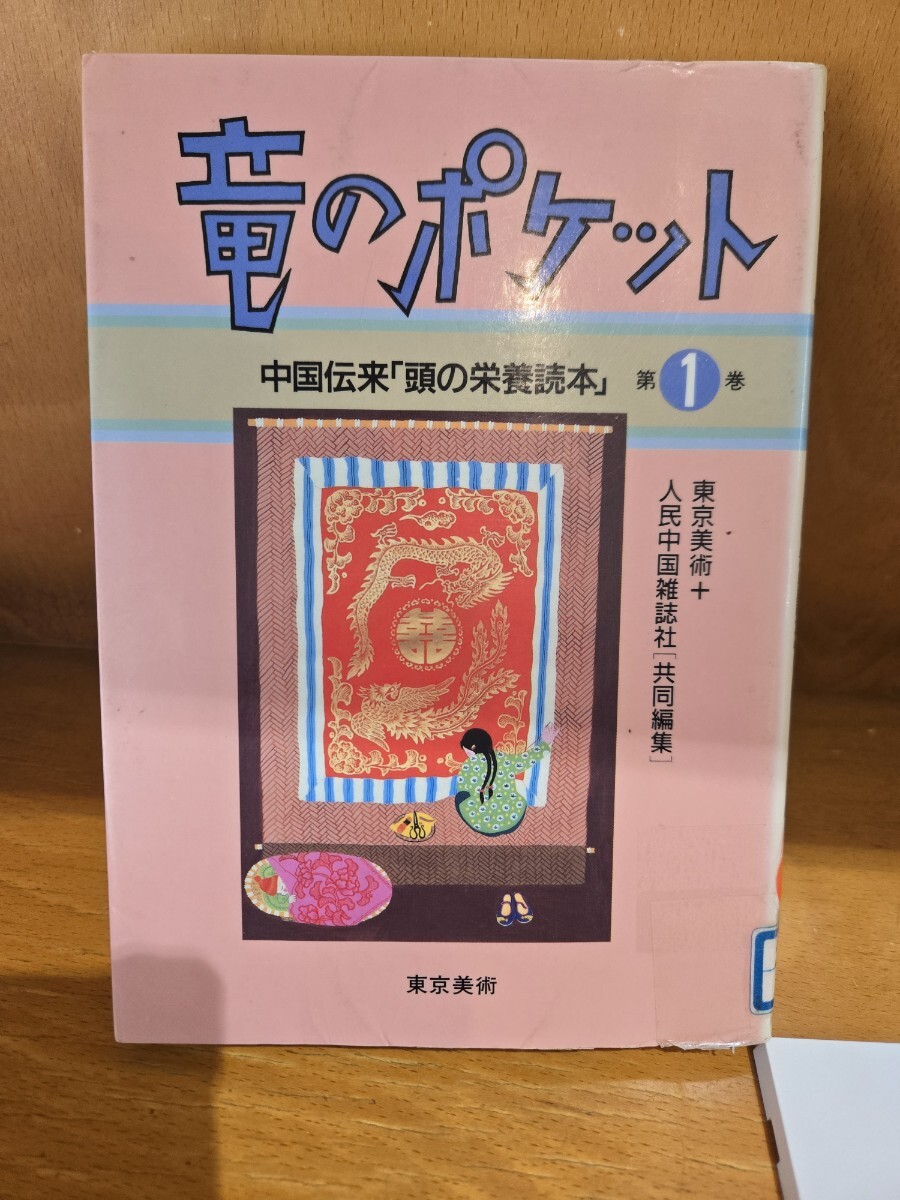 竜のポケット
中国伝来「頭の栄養読本」 第1巻
東京美術+
人民中国雑誌社[共同編集]
囍
東京美術